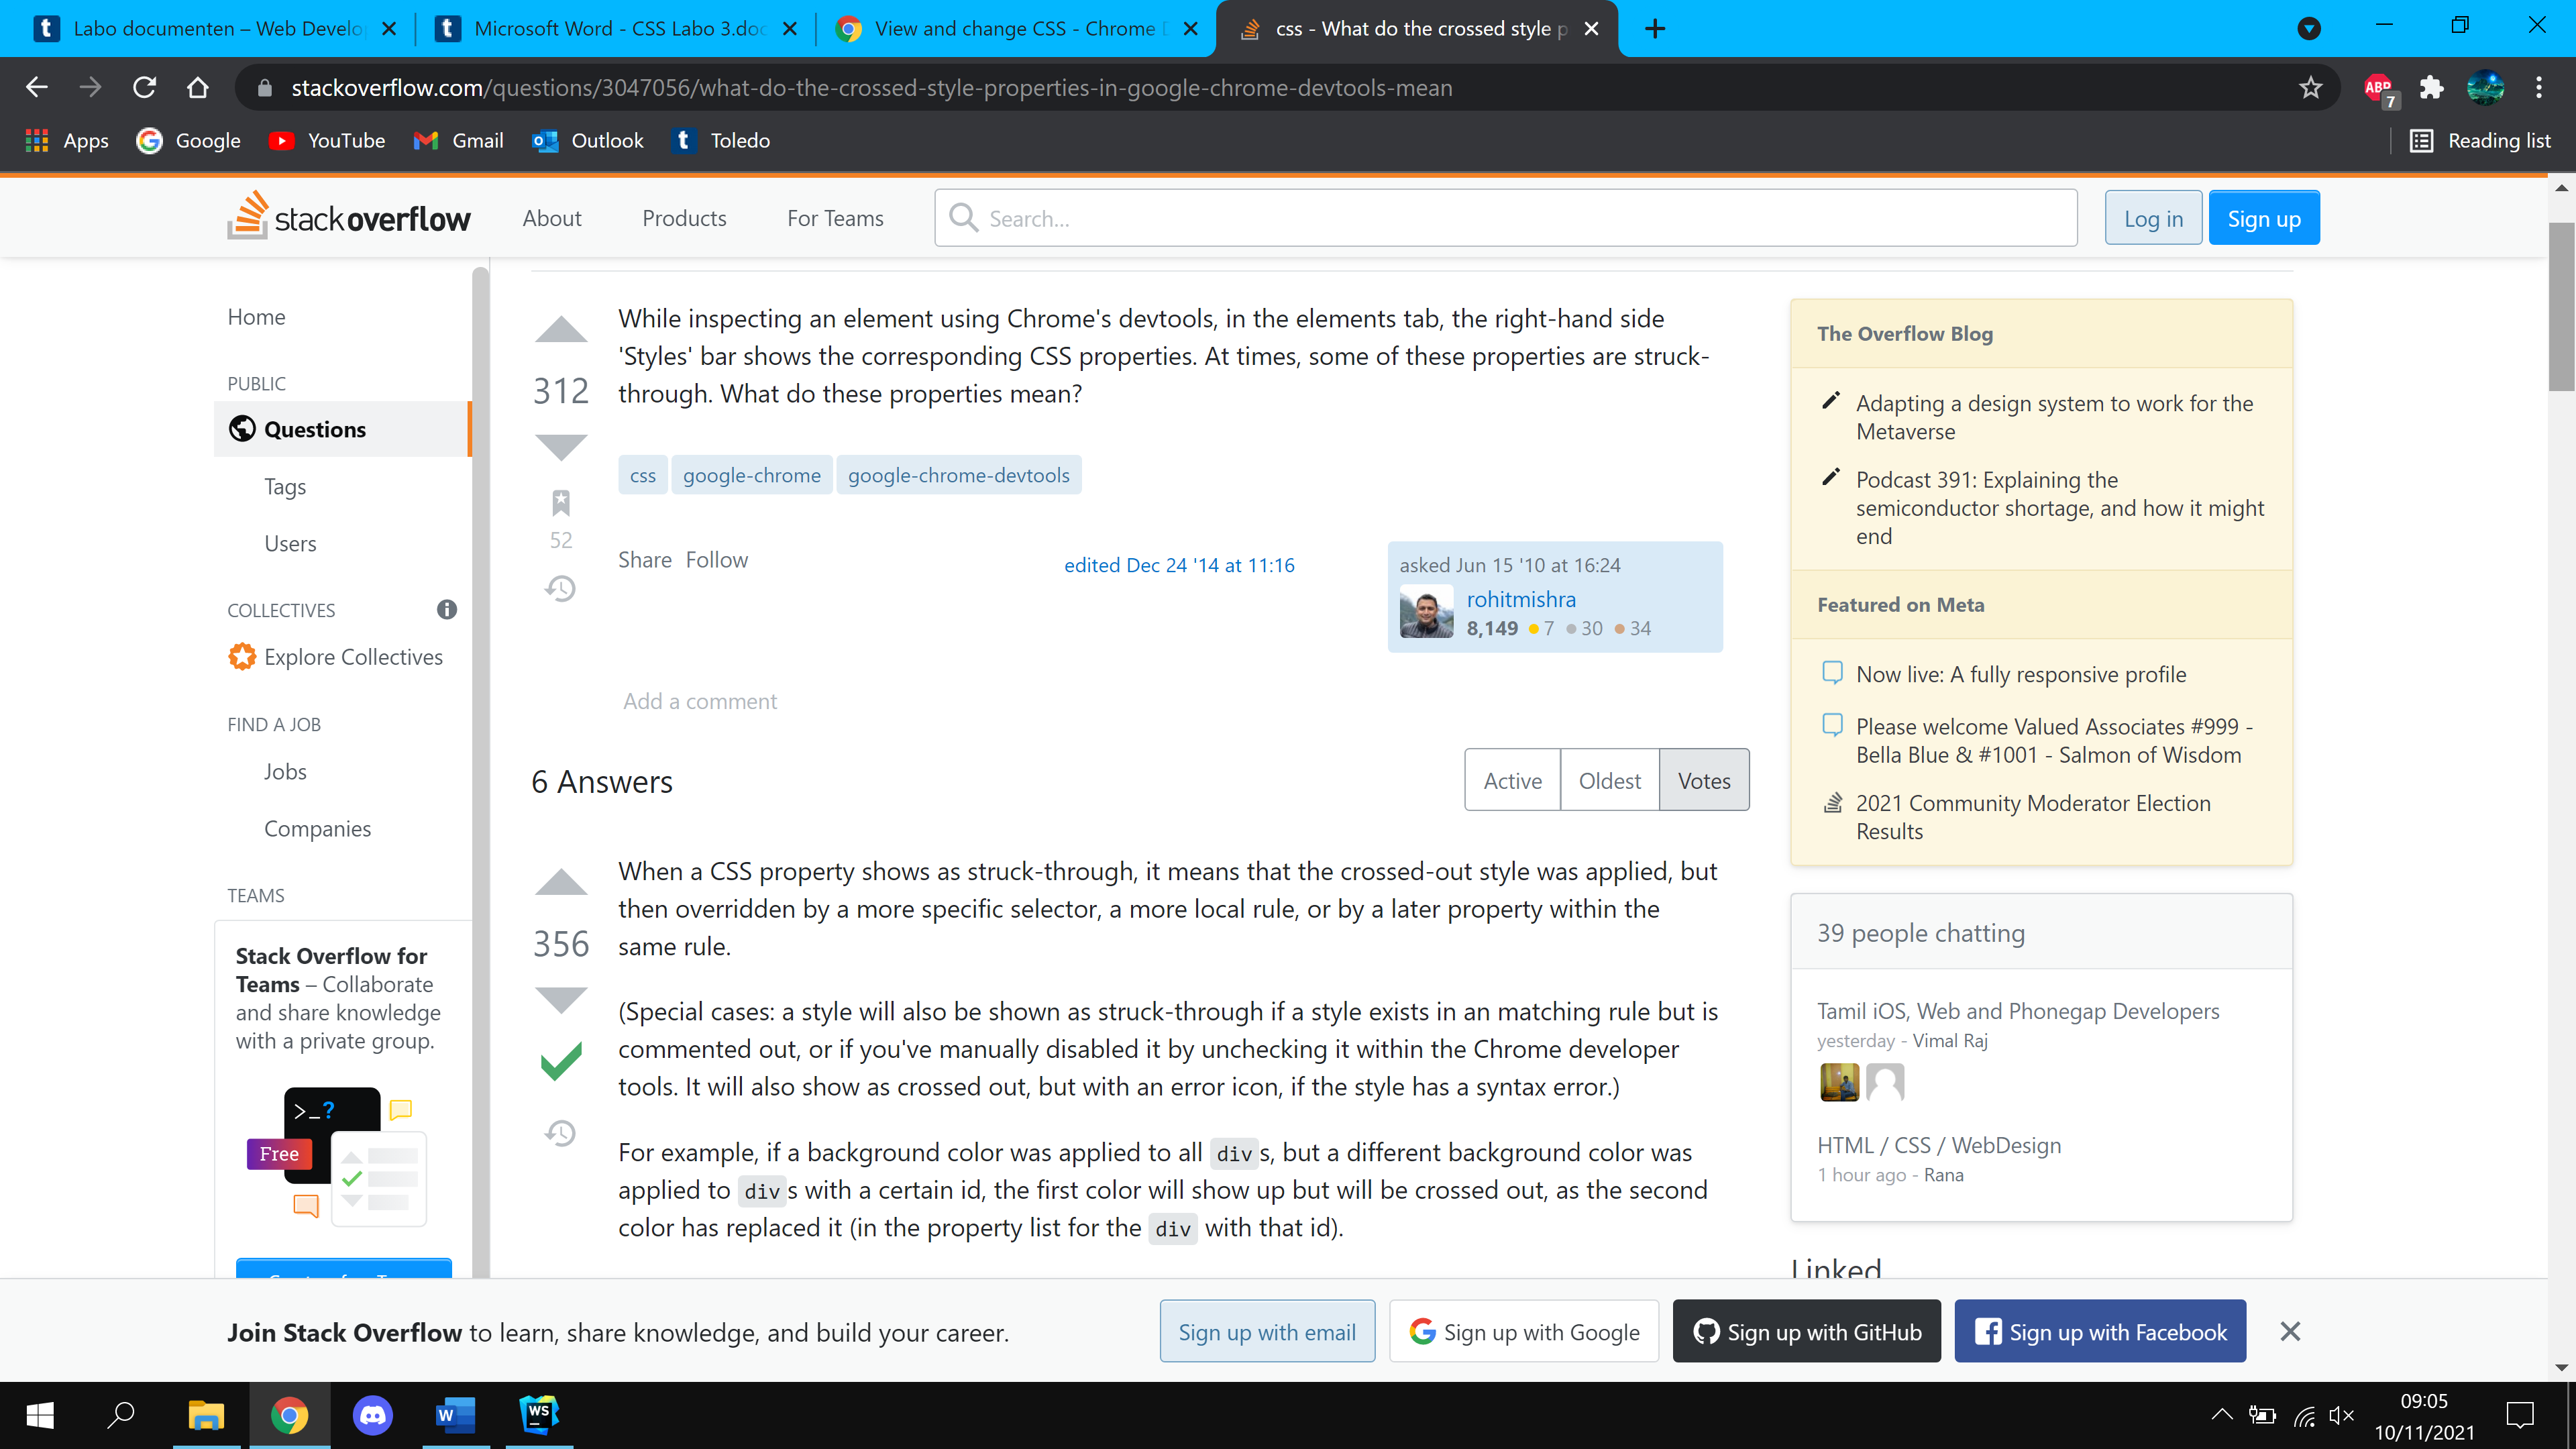 Labo documenten – Web Develo
Microsoft Word - CSS Labo 3.doc
View and change CSS - Chrome D
css - What do the crossed style p
stackoverflow.com/questions/3047056/what-do-the-crossed-style-properties-in-google-chrome-devtools-mean
ABP
7
Apps
Google
YouTube
Gmail
Outlook
Toledo
Reading list
stackoverflow
About
Products
For Teams
Search...
Log in
Sign up
Home
PUBLIC
Questions
Tags
Users
COLLECTIVES
Explore Collectives
FIND A JOB
Jobs
Companies
TEAMS
Stack Overflow for
Teams – Collaborate
and share knowledge
with a private group.
>_?
Free
While inspecting an element using Chrome's devtools, in the elements tab, the right-hand side
'Styles' bar shows the corresponding CSS properties. At times, some of these properties are struck-
through. What do these properties mean?
312
52
css
google-chrome
google-chrome-devtools
Share Follow
edited Dec 24 '14 at 11:16
asked Jun 15 '10 at 16:24
rohitmishra
8,149 7 30 34
Add a comment
6 Answers
Active
Oldest
Votes
356
When a CSS property shows as struck-through, it means that the crossed-out style was applied, but
then overridden by a more specific selector, a more local rule, or by a later property within the
same rule.
(Special cases: a style will also be shown as struck-through if a style exists in an matching rule but is
commented out, or if you've manually disabled it by unchecking it within the Chrome developer
tools. It will also show as crossed out, but with an error icon, if the style has a syntax error.)
For example, if a background color was applied to all divs, but a different background color was
applied to divs with a certain id, the first color will show up but will be crossed out, as the second
color has replaced it (in the property list for the div with that id).
The Overflow Blog
Adapting a design system to work for the
Metaverse
Podcast 391: Explaining the
semiconductor shortage, and how it might
end
Featured on Meta
Now live: A fully responsive profile
Please welcome Valued Associates #999 -
Bella Blue & #1001 - Salmon of Wisdom
2021 Community Moderator Election
Results
39 people chatting
Tamil iOS, Web and Phonegap Developers
yesterday - Vimal Raj
HTML / CSS / WebDesign
1 hour ago - Rana
Linked
Join Stack Overflow to learn, share knowledge, and build your career.
Sign up with email
Sign up with Google
Sign up with GitHub
Sign up with Facebook
W
WS
09:05
10/11/2021